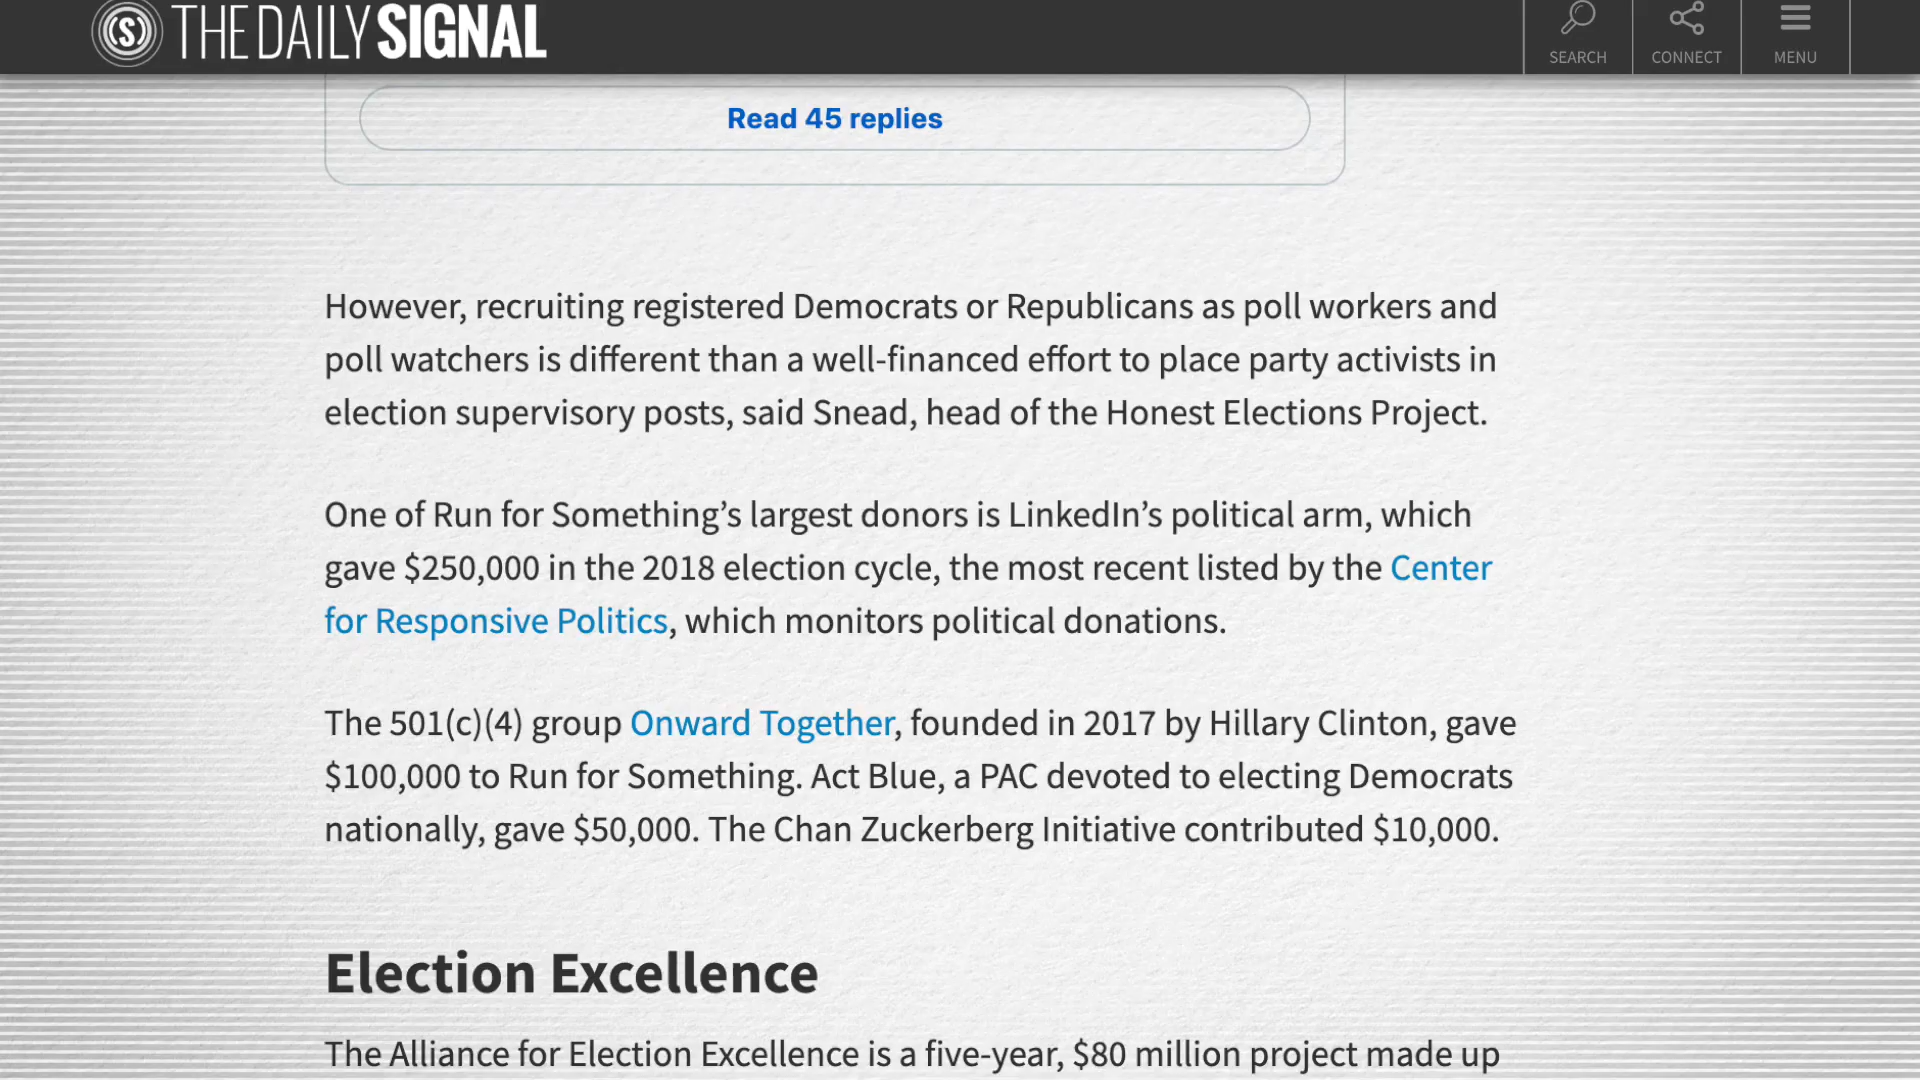 THE DAILY SIGNAL
SEARCH
CONNECT
MENU
Read 45 replies
However, recruiting registered Democrats or Republicans as poll workers and
poll watchers is different than a well-financed effort to place party activists in
election supervisory posts, said Snead, head of the Honest Elections Project.
One of Run for Something’s largest donors is LinkedIn’s political arm, which
gave $250,000 in the 2018 election cycle, the most recent listed by the Center
for Responsive Politics, which monitors political donations.
The 501(c)(4) group Onward Together, founded in 2017 by Hillary Clinton, gave
$100,000 to Run for Something. Act Blue, a PAC devoted to electing Democrats
nationally, gave $50,000. The Chan Zuckerberg Initiative contributed $10,000.
Election Excellence
The Alliance for Election Excellence is a five-year, $80 million project made up